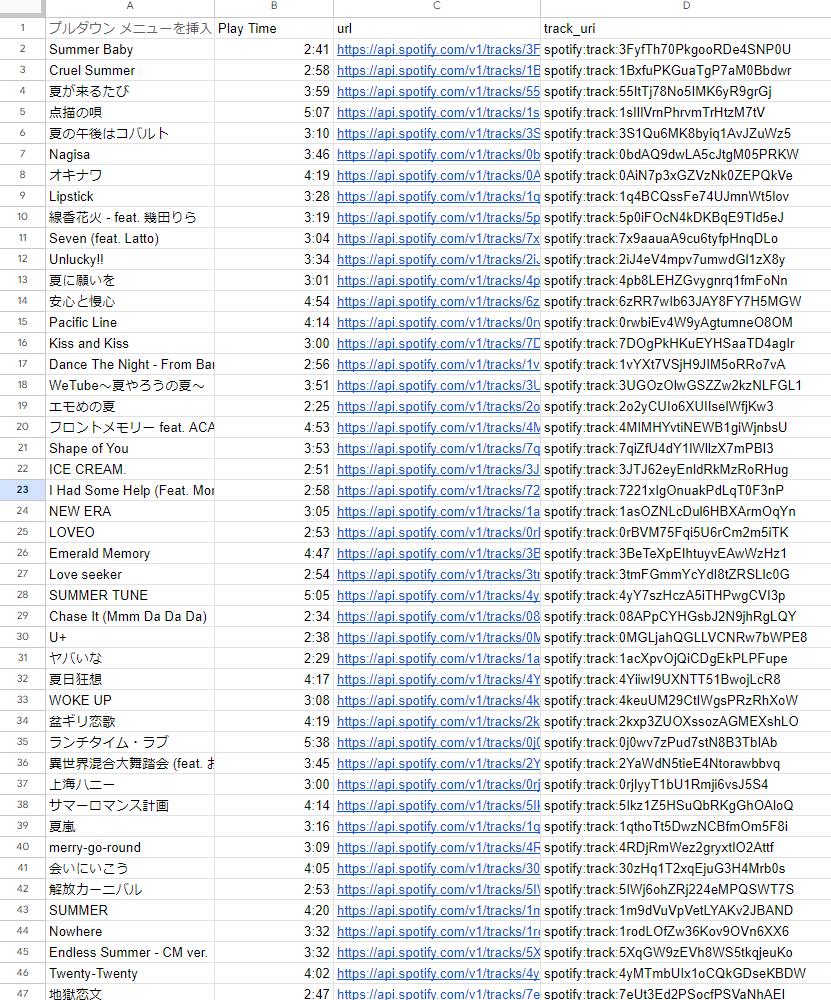 A B C D
1 プルダウン メニューを挿入 Play Time url track_uri
2 Summer Baby 2:41 https://api.spotify.com/v1/tracks/3F spotify:track:3FyfTh70PkgooRDe4SNP0U
3 Cruel Summer 2:58 https://api.spotify.com/v1/tracks/1B spotify:track:1BxfuPKGuaTgP7aM0Bbdwr
4 夏が来るたび 3:59 https://api.spotify.com/v1/tracks/55 spotify:track:55ItTj78No5IMK6yR9grGj
5 点描の唄 5:07 https://api.spotify.com/v1/tracks/1s spotify:track:1sIlIVrnPhrvmTrHtzM7tV
6 夏の午後はコバルト 3:10 https://api.spotify.com/v1/tracks/3S spotify:track:3S1Qu6MK8byiq1AvJZuWz5
7 Nagisa 3:46 https://api.spotify.com/v1/tracks/0b spotify:track:0bdAQ9dwLA5cJtgM05PRKW
8 オキナワ 4:19 https://api.spotify.com/v1/tracks/0A spotify:track:0AiN7p3xGZVzNk0ZEPQkVe
9 Lipstick 3:28 https://api.spotify.com/v1/tracks/1q spotify:track:1q4BCQssFe74UJmnWt5lov
10 線香花火 - feat. 幾田りら 3:19 https://api.spotify.com/v1/tracks/5p spotify:track:5p0iFOcN4kDKBqE9TId5eJ
11 Seven (feat. Latto) 3:04 https://api.spotify.com/v1/tracks/7x spotify:track:7x9aauaA9cu6tyfpHnqDLo
12 Unlucky!! 3:34 https://api.spotify.com/v1/tracks/2iJ spotify:track:2iJ4eV4mpv7umwdGl1zX8y
13 夏に願いを 3:01 https://api.spotify.com/v1/tracks/4p spotify:track:4pb8LEHZGvygnrq1fmFoNn
14 安心と慢心 4:54 https://api.spotify.com/v1/tracks/6z spotify:track:6zRR7wIb63JAY8FY7H5MGW
15 Pacific Line 4:14 https://api.spotify.com/v1/tracks/0rw spotify:track:0rwbiEv4W9yAgtumneO8OM
16 Kiss and Kiss 3:00 https://api.spotify.com/v1/tracks/7D spotify:track:7DOgPkHKuEYHSaaTD4agIr
17 Dance The Night - From Bar 2:56 https://api.spotify.com/v1/tracks/1v spotify:track:1vYXt7VSjH9JIM5oRRo7vA
18 WeTube～夏やろうの夏～ 3:51 https://api.spotify.com/v1/tracks/3U spotify:track:3UGOzOIwGSZZw2kzNLFGL1
19 エモめの夏 2:25 https://api.spotify.com/v1/tracks/2o spotify:track:2o2yCUIo6XUIlseIWfjKw3
20 フロントメモリー feat. ACA 4:53 https://api.spotify.com/v1/tracks/4M spotify:track:4MIMHYvtiNEWB1giWjnbsU
21 Shape of You 3:53 https://api.spotify.com/v1/tracks/7q spotify:track:7qiZfU4dY1lWllzX7mPBI3
22 ICE CREAM. 2:51 https://api.spotify.com/v1/tracks/3J spotify:track:3JTJ62eyEnIdRkMzRoRHug
23 I Had Some Help (Feat. Mor 2:58 https://api.spotify.com/v1/tracks/72 spotify:track:7221xIgOnuakPdLqT0F3nP
24 NEW ERA 3:05 https://api.spotify.com/v1/tracks/1a spotify:track:1asOZNLcDuI6HBXArmOqYn
25 LOVEO 2:53 https://api.spotify.com/v1/tracks/0rl spotify:track:0rBVM75Fqi5U6rCm2m5iTK
26 Emerald Memory 4:47 https://api.spotify.com/v1/tracks/3B spotify:track:3BeTeXpEIhtuyvEAwWzHz1
27 Love seeker 2:54 https://api.spotify.com/v1/tracks/3tn spotify:track:3tmFGmmYcYdI8tZRSLIc0G
28 SUMMER TUNE 5:05 https://api.spotify.com/v1/tracks/4y spotify:track:4yY7szHczA5iTHPwgCVI3p
29 Chase It (Mmm Da Da Da) 2:34 https://api.spotify.com/v1/tracks/08 spotify:track:08APpCYHGsbJ2N9jhRgLQY
30 U+ 2:38 https://api.spotify.com/v1/tracks/0M spotify:track:0MGLjahQGLLVCNRw7bWPE8
31 ヤバいな 2:29 https://api.spotify.com/v1/tracks/1a spotify:track:1acXpvOjQiCDgEkPLPFupe
32 夏日狂想 4:17 https://api.spotify.com/v1/tracks/4Y spotify:track:4YiiwI9UXNTT51BwojLcR8
33 WOKE UP 3:08 https://api.spotify.com/v1/tracks/4k spotify:track:4keuUM29CtIWgsPRzRhXoW
34 盆ギリ恋歌 4:19 https://api.spotify.com/v1/tracks/2k spotify:track:2kxp3ZUOXssozAGMEXshLO
35 ランチタイム・ラブ 5:38 https://api.spotify.com/v1/tracks/0j0 spotify:track:0j0wv7zPud7stN8B3TbIAb
36 異世界混合大舞踏会 (feat. お 3:45 https://api.spotify.com/v1/tracks/2Y spotify:track:2YaWdN5tieE4Ntorawbbvq
37 上海ハニー 3:00 https://api.spotify.com/v1/tracks/0rj spotify:track:0rjIyyT1bU1Rmji6vsJ5S4
38 サマーロマンス計画 4:14 https://api.spotify.com/v1/tracks/5Ik spotify:track:5Ikz1Z5HSuQbRKgGhOAloQ
39 夏嵐 3:16 https://api.spotify.com/v1/tracks/1q spotify:track:1qthoTt5DwzNCBfmOm5F8i
40 merry-go-round 3:09 https://api.spotify.com/v1/tracks/4R spotify:track:4RDjRmWez2gryxtIO2Attf
41 会いにいこう 4:05 https://api.spotify.com/v1/tracks/30 spotify:track:30zHq1T2xqEjuG3H4Mrb0s
42 解放カーニバル 2:53 https://api.spotify.com/v1/tracks/5IW spotify:track:5IWj6ohZRj224eMPQSWT7S
43 SUMMER 4:20 https://api.spotify.com/v1/tracks/1m spotify:track:1m9dVuVpVetLYAKv2JBAND
44 Nowhere 3:32 https://api.spotify.com/v1/tracks/1ro spotify:track:1rodLOfZw36Kov9OVn6XX6
45 Endless Summer - CM ver. 3:32 https://api.spotify.com/v1/tracks/5X spotify:track:5XqGW9zEVh8WS5tkqjeuKo
46 Twenty-Twenty 4:02 https://api.spotify.com/v1/tracks/4y spotify:track:4yMTmbUIx1oCQkGDseKBDW
47 地獄恋文 2:47 https://api.spotify.com/v1/tracks/7e spotify:track:7eUt3Ed2PSocfPSVaNhAEI